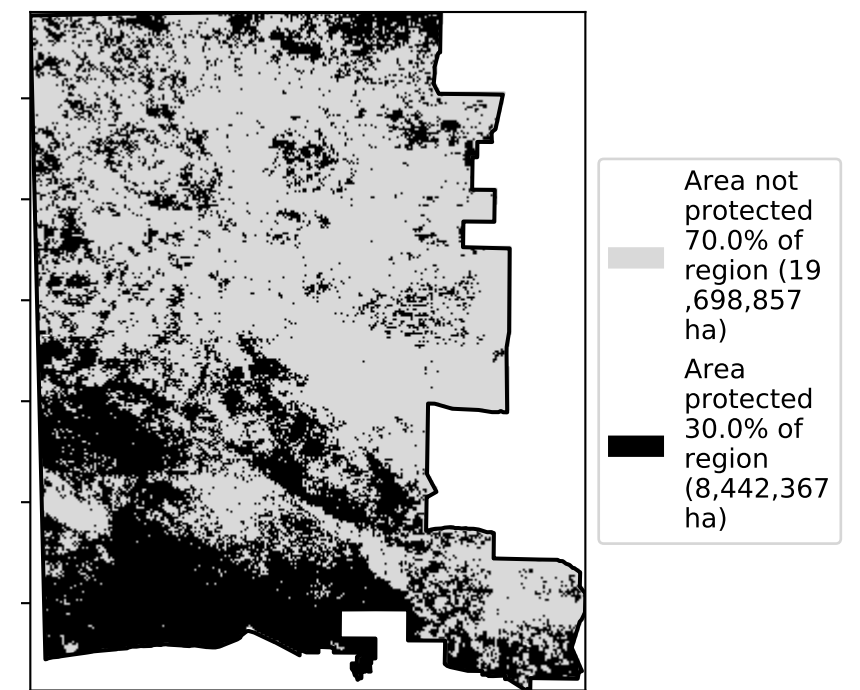 Area not
protected
70.0% of
region (19
,698,857
ha)
Area
protected
30.0% of
region
(8,442,367
ha)